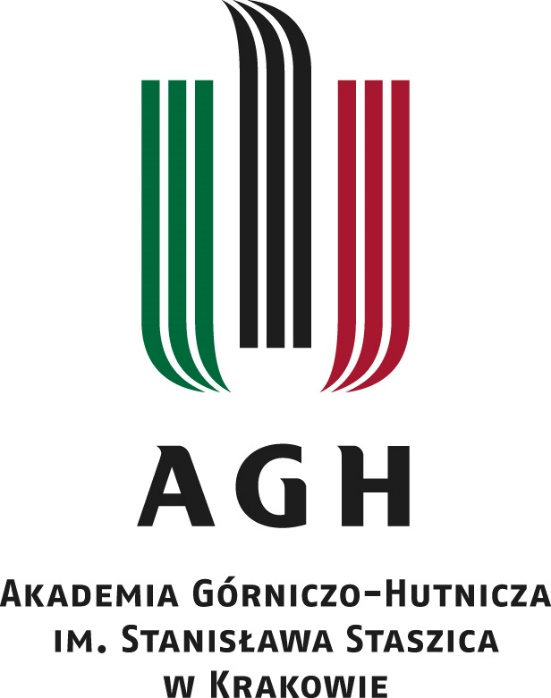 AGH
Akademia Górniczo-Hutnicza
im. Stanisława Staszica
w Krakowie